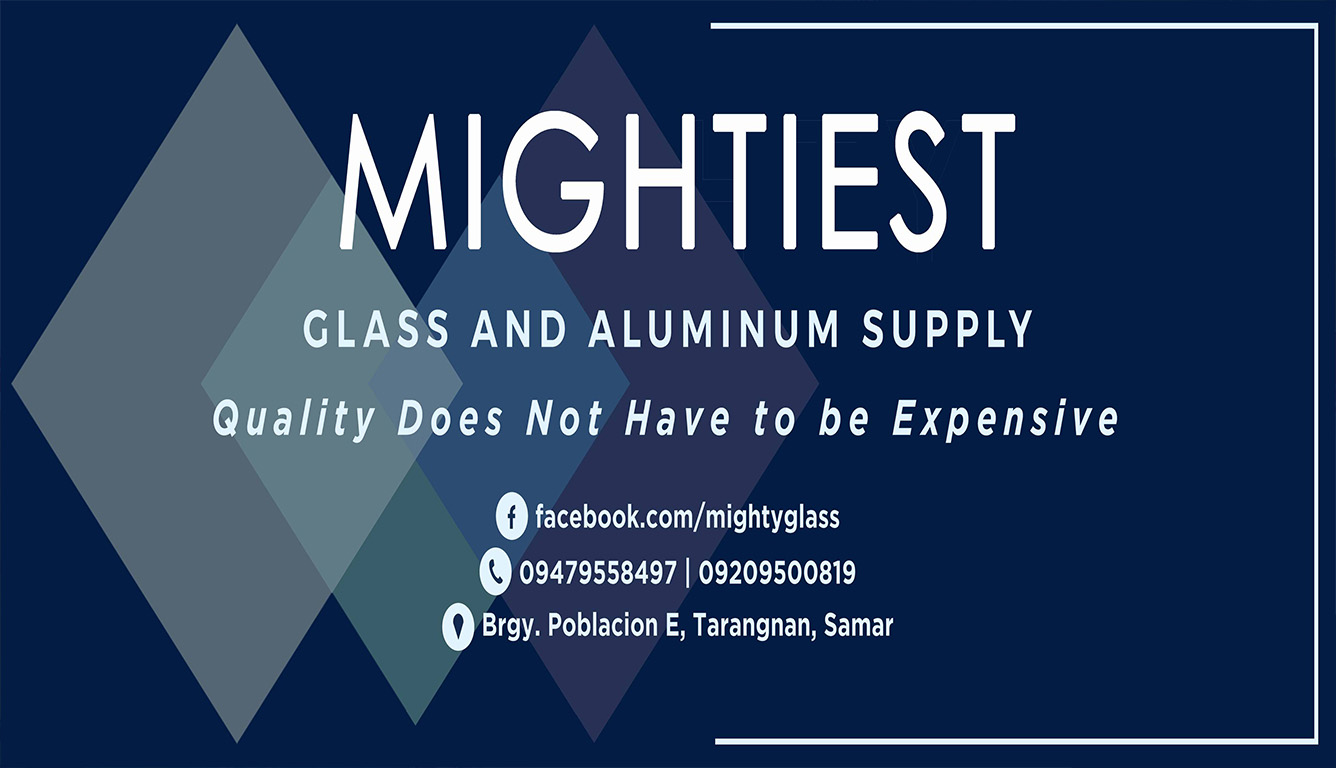 MIGHTIEST
GLASS AND ALUMINUM SUPPLY
Quality Does Not Have to be Expensive
facebook.com/mightyglass
09479558497 | 09209500819
Brgy. Poblacion E, Tarangnan, Samar